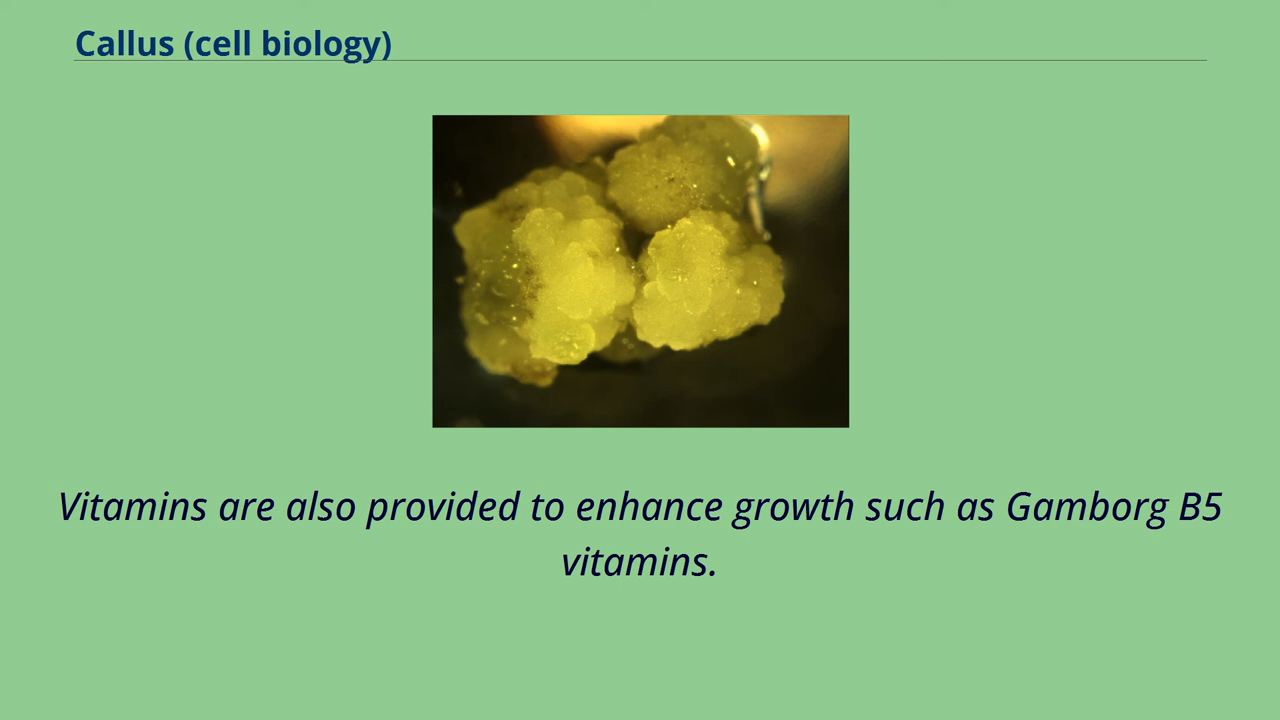 Callus (cell biology)
Vitamins are also provided to enhance growth such as Gamborg B5
vitamins.